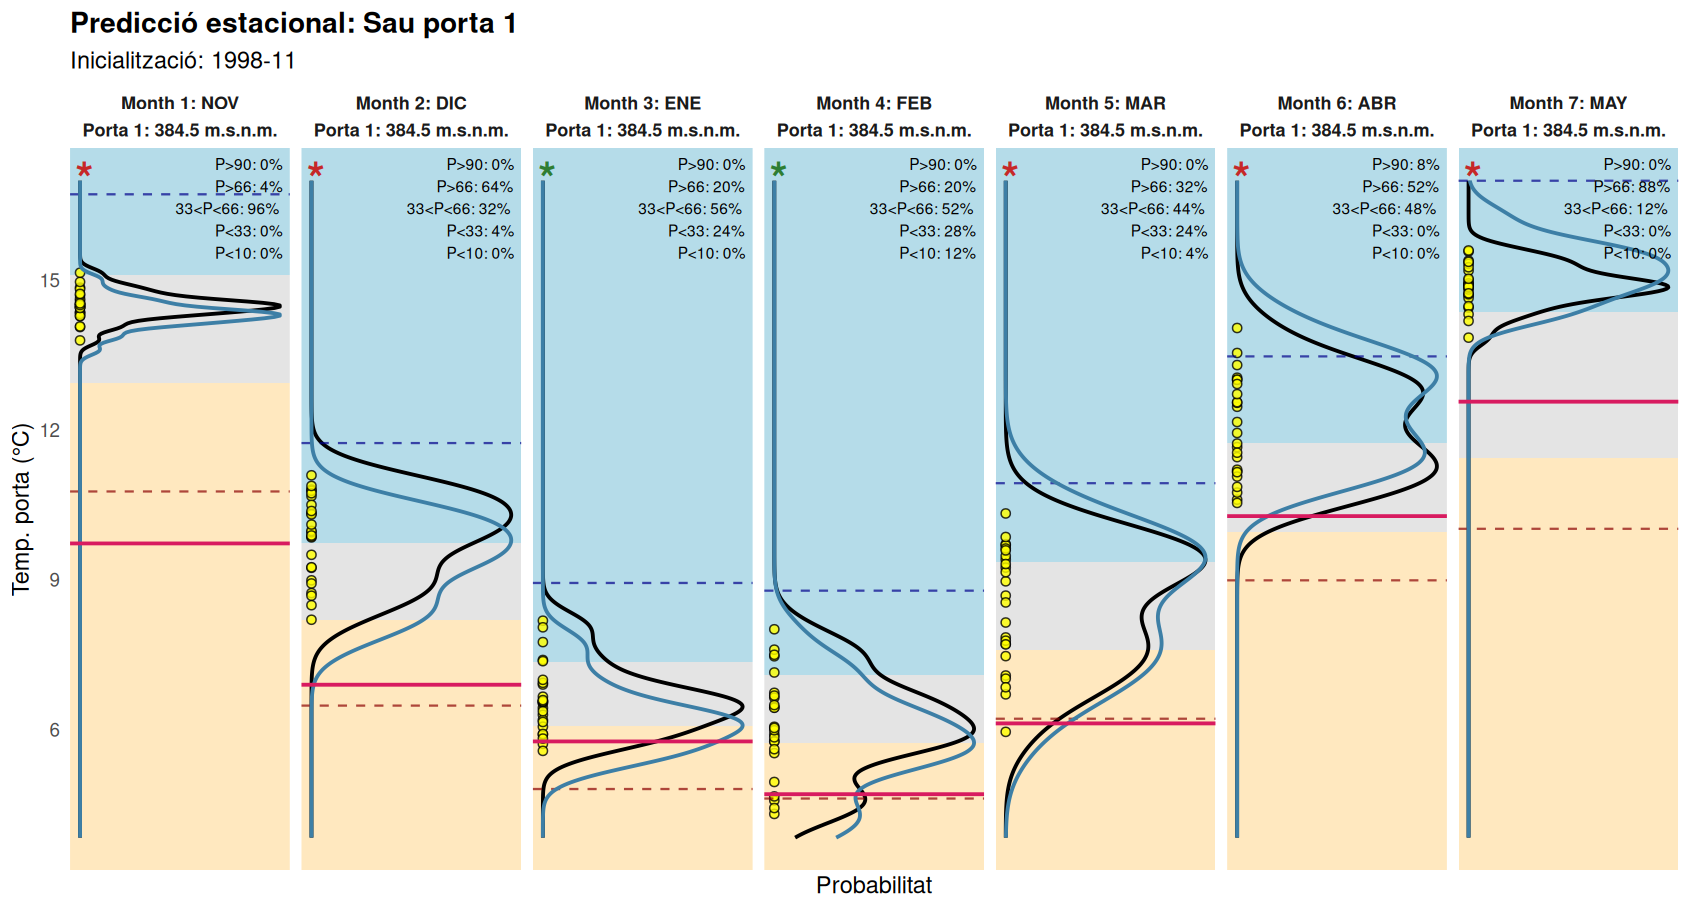 Predicció estacional: Sau porta 1
Inicialització: 1998-11
Month 1: NOV
Porta 1: 384.5 m.s.n.m.
Month 2: DIC
Porta 1: 384.5 m.s.n.m.
Month 3: ENE
Porta 1: 384.5 m.s.n.m.
Month 4: FEB
Porta 1: 384.5 m.s.n.m.
Month 5: MAR
Porta 1: 384.5 m.s.n.m.
Month 6: ABR
Porta 1: 384.5 m.s.n.m.
Month 7: MAY
Porta 1: 384.5 m.s.n.m.
*
P>90: 0%
P>66: 4%
33<P<66: 96%
P<33: 0%
P<10: 0%
*
P>90: 0%
P>66: 64%
33<P<66: 32%
P<33: 4%
P<10: 0%
*
P>90: 0%
P>66: 20%
33<P<66: 56%
P<33: 24%
P<10: 0%
*
P>90: 0%
P>66: 20%
33<P<66: 52%
P<33: 28%
P<10: 12%
*
P>90: 0%
P>66: 32%
33<P<66: 44%
P<33: 24%
P<10: 4%
*
P>90: 8%
P>66: 52%
33<P<66: 48%
P<33: 0%
P<10: 0%
*
P>90: 0%
P>66: 88%
33<P<66: 12%
P<33: 0%
P<10: 0%
15
12
9
6
Temp. porta (°C)
Probabilitat